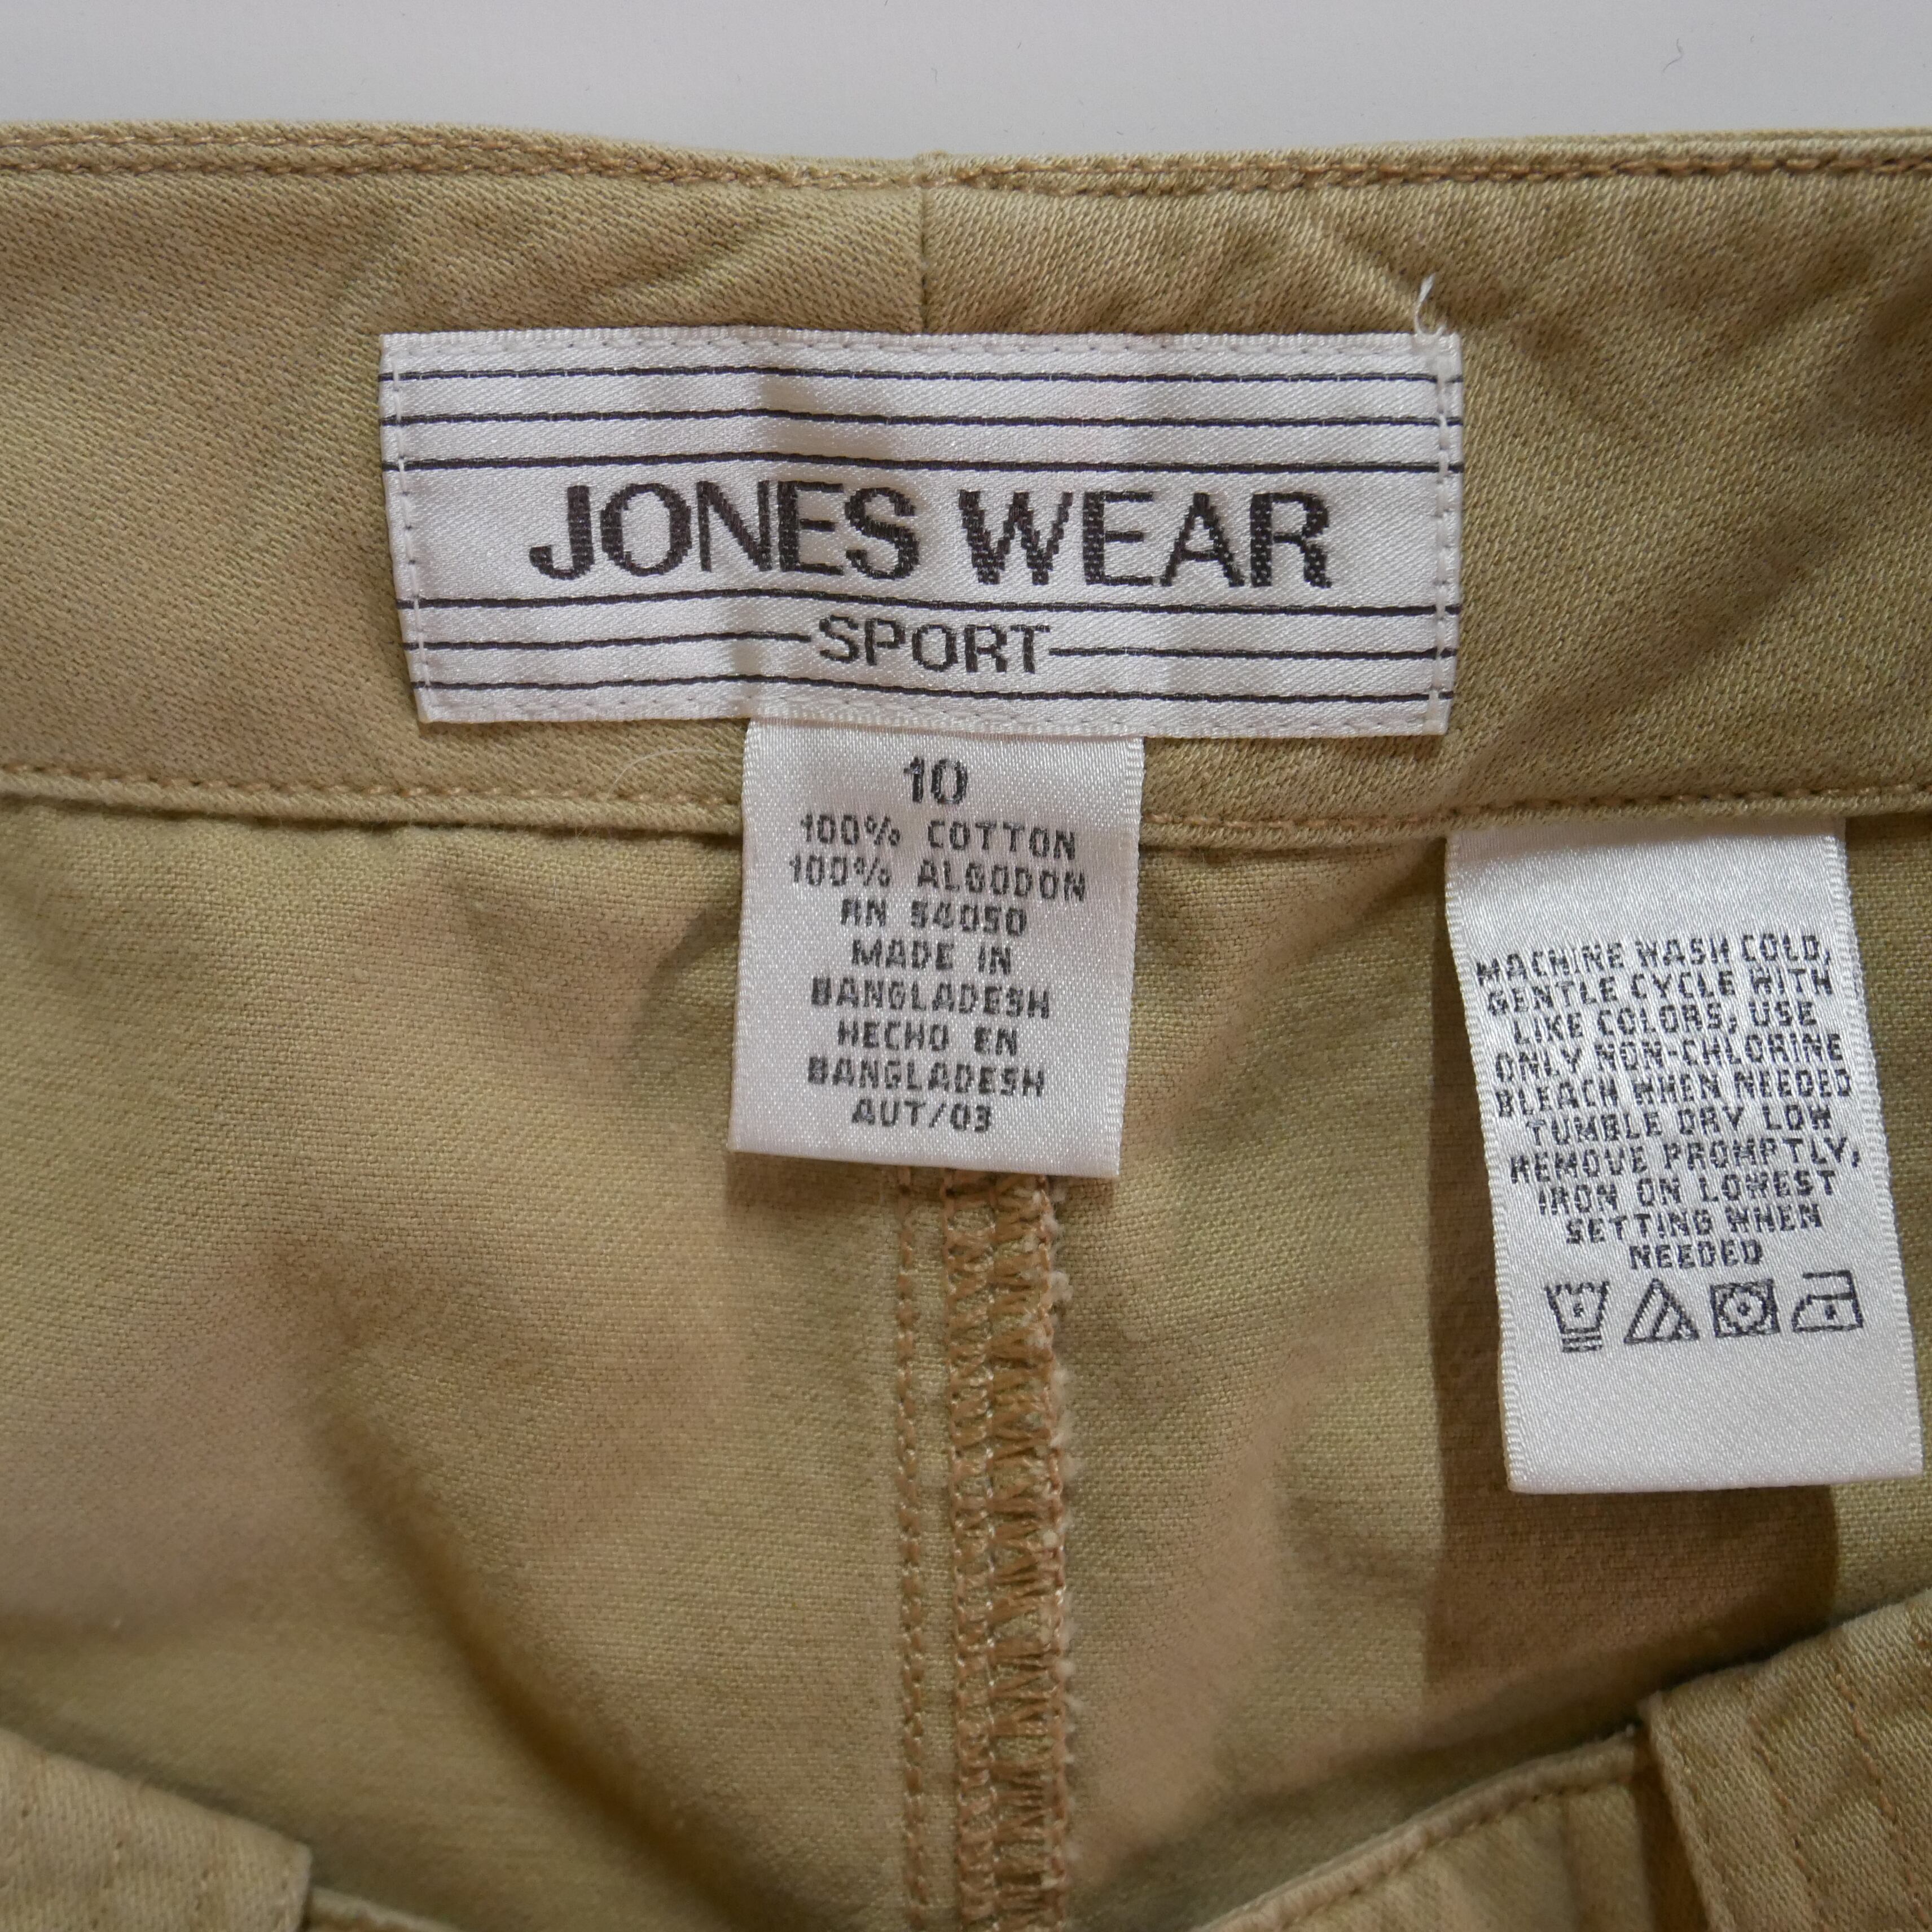 JONES WEAR
SPORT
10
100% COTTON
100% ALGODON
RN 54050
MADE IN
BANGLADESH
HECHO EN
BANGLADESH
AUT/03
MACHINE WASH COLD,
GENTLE CYCLE WITH
LIKE COLORS, USE
ONLY NON-CHLORINE
BLEACH WHEN NEEDED
TUMBLE DRY LOW
REMOVE PROMPTLY,
IRON ON LOWEST
SETTING WHEN
NEEDED